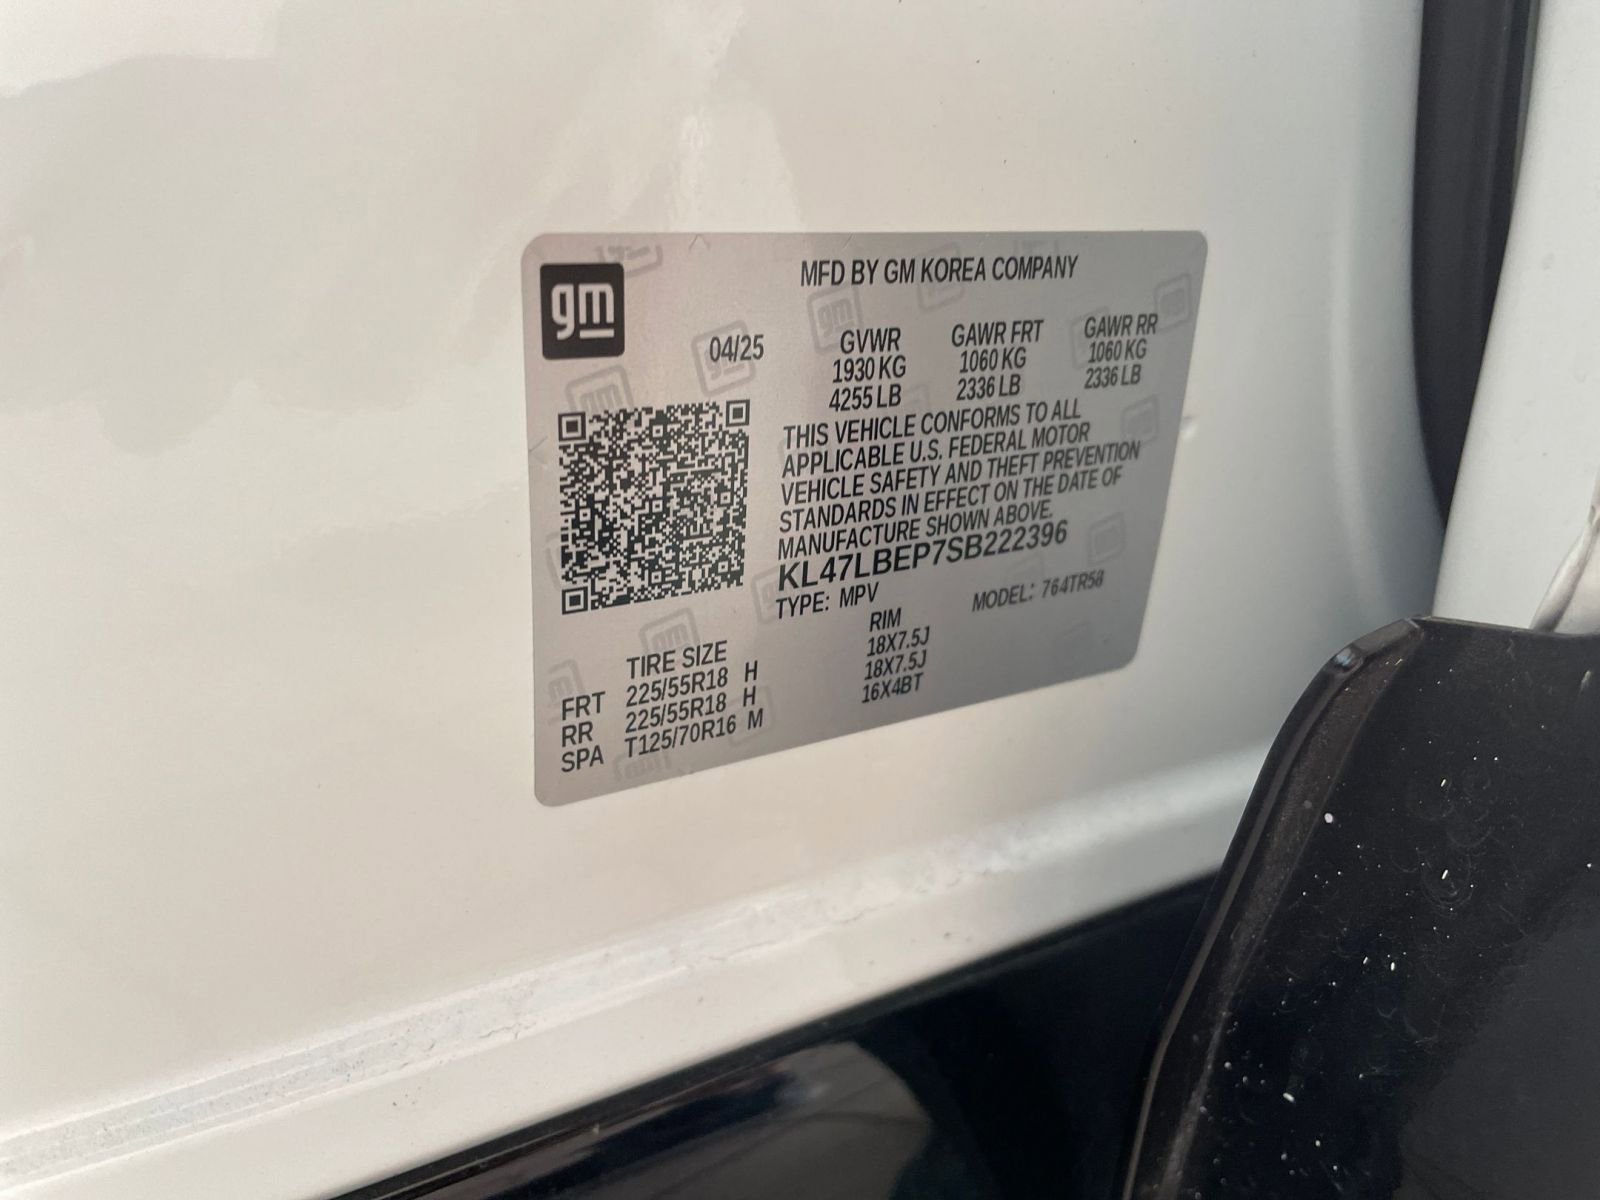 gm
MFD BY GM KOREA COMPANY
04/25 GVWR GAWR FRT GAWR RR
1930 KG 1060 KG 1060 KG
4255 LB 2336 LB 2336 LB
THIS VEHICLE CONFORMS TO ALL
APPLICABLE U.S. FEDERAL MOTOR
VEHICLE SAFETY AND THEFT PREVENTION
STANDARDS IN EFFECT ON THE DATE OF
MANUFACTURE SHOWN ABOVE.
KL47LBEP7SB222396
TYPE: MPV MODEL: 764TR58
TIRE SIZE RIM
FRT 225/55R18 H 18X7.5J
RR 225/55R18 H 18X7.5J
SPA T125/70R16 M 16X4BT